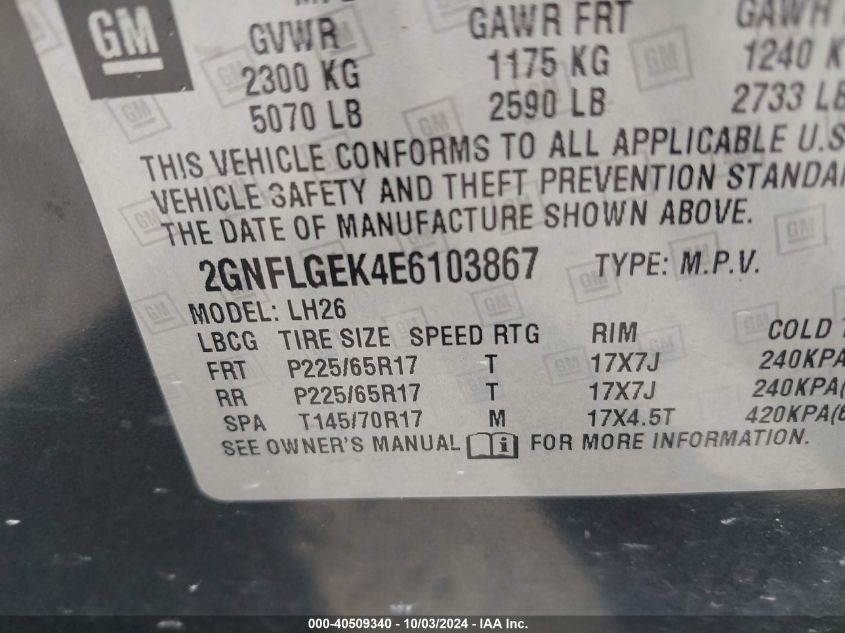 GM
GVWR GAWR FRT GAWR
2300 KG 1175 KG 1240
5070 LB 2590 LB 2733 LB
THIS VEHICLE CONFORMS TO ALL APPLICABLE U.S
VEHICLE SAFETY AND THEFT PREVENTION
THE DATE OF MANUFACTURE SHOWN ABOVE.
2GNFLGEK4E6103867 TYPE: M.P.V.
MODEL: LH26
LBCG TIRE SIZE SPEED RTG RIM COLD
FRT P225/65R17 T 17X7J 240KPA
RR P225/65R17 T 17X7J 240KPA(
SPA T145/70R17 M 17X4.5T 420KPA(6
SEE OWNER'S MANUAL i FOR MORE INFORMATION.
000-40509340 - 10/03/2024 - IAA Inc.